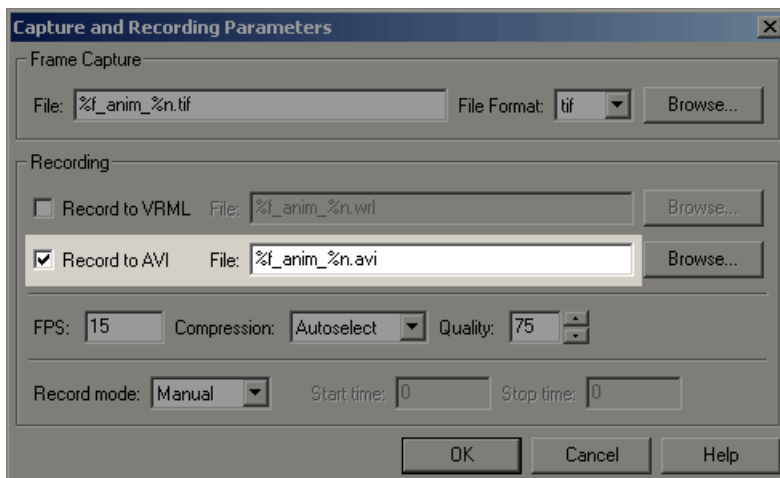 Capture and Recording Parameters
Frame Capture
File: %f_anim_%n.tif File Format: tif Browse...
Recording
Record to VRML File: %f_anim_%n.wrl Browse...
Record to AVI File: %f_anim_%n.avi Browse...
FPS: 15 Compression: Autoselect Quality: 75
Record mode: Manual Start time: 0 Stop time: 0
OK Cancel Help